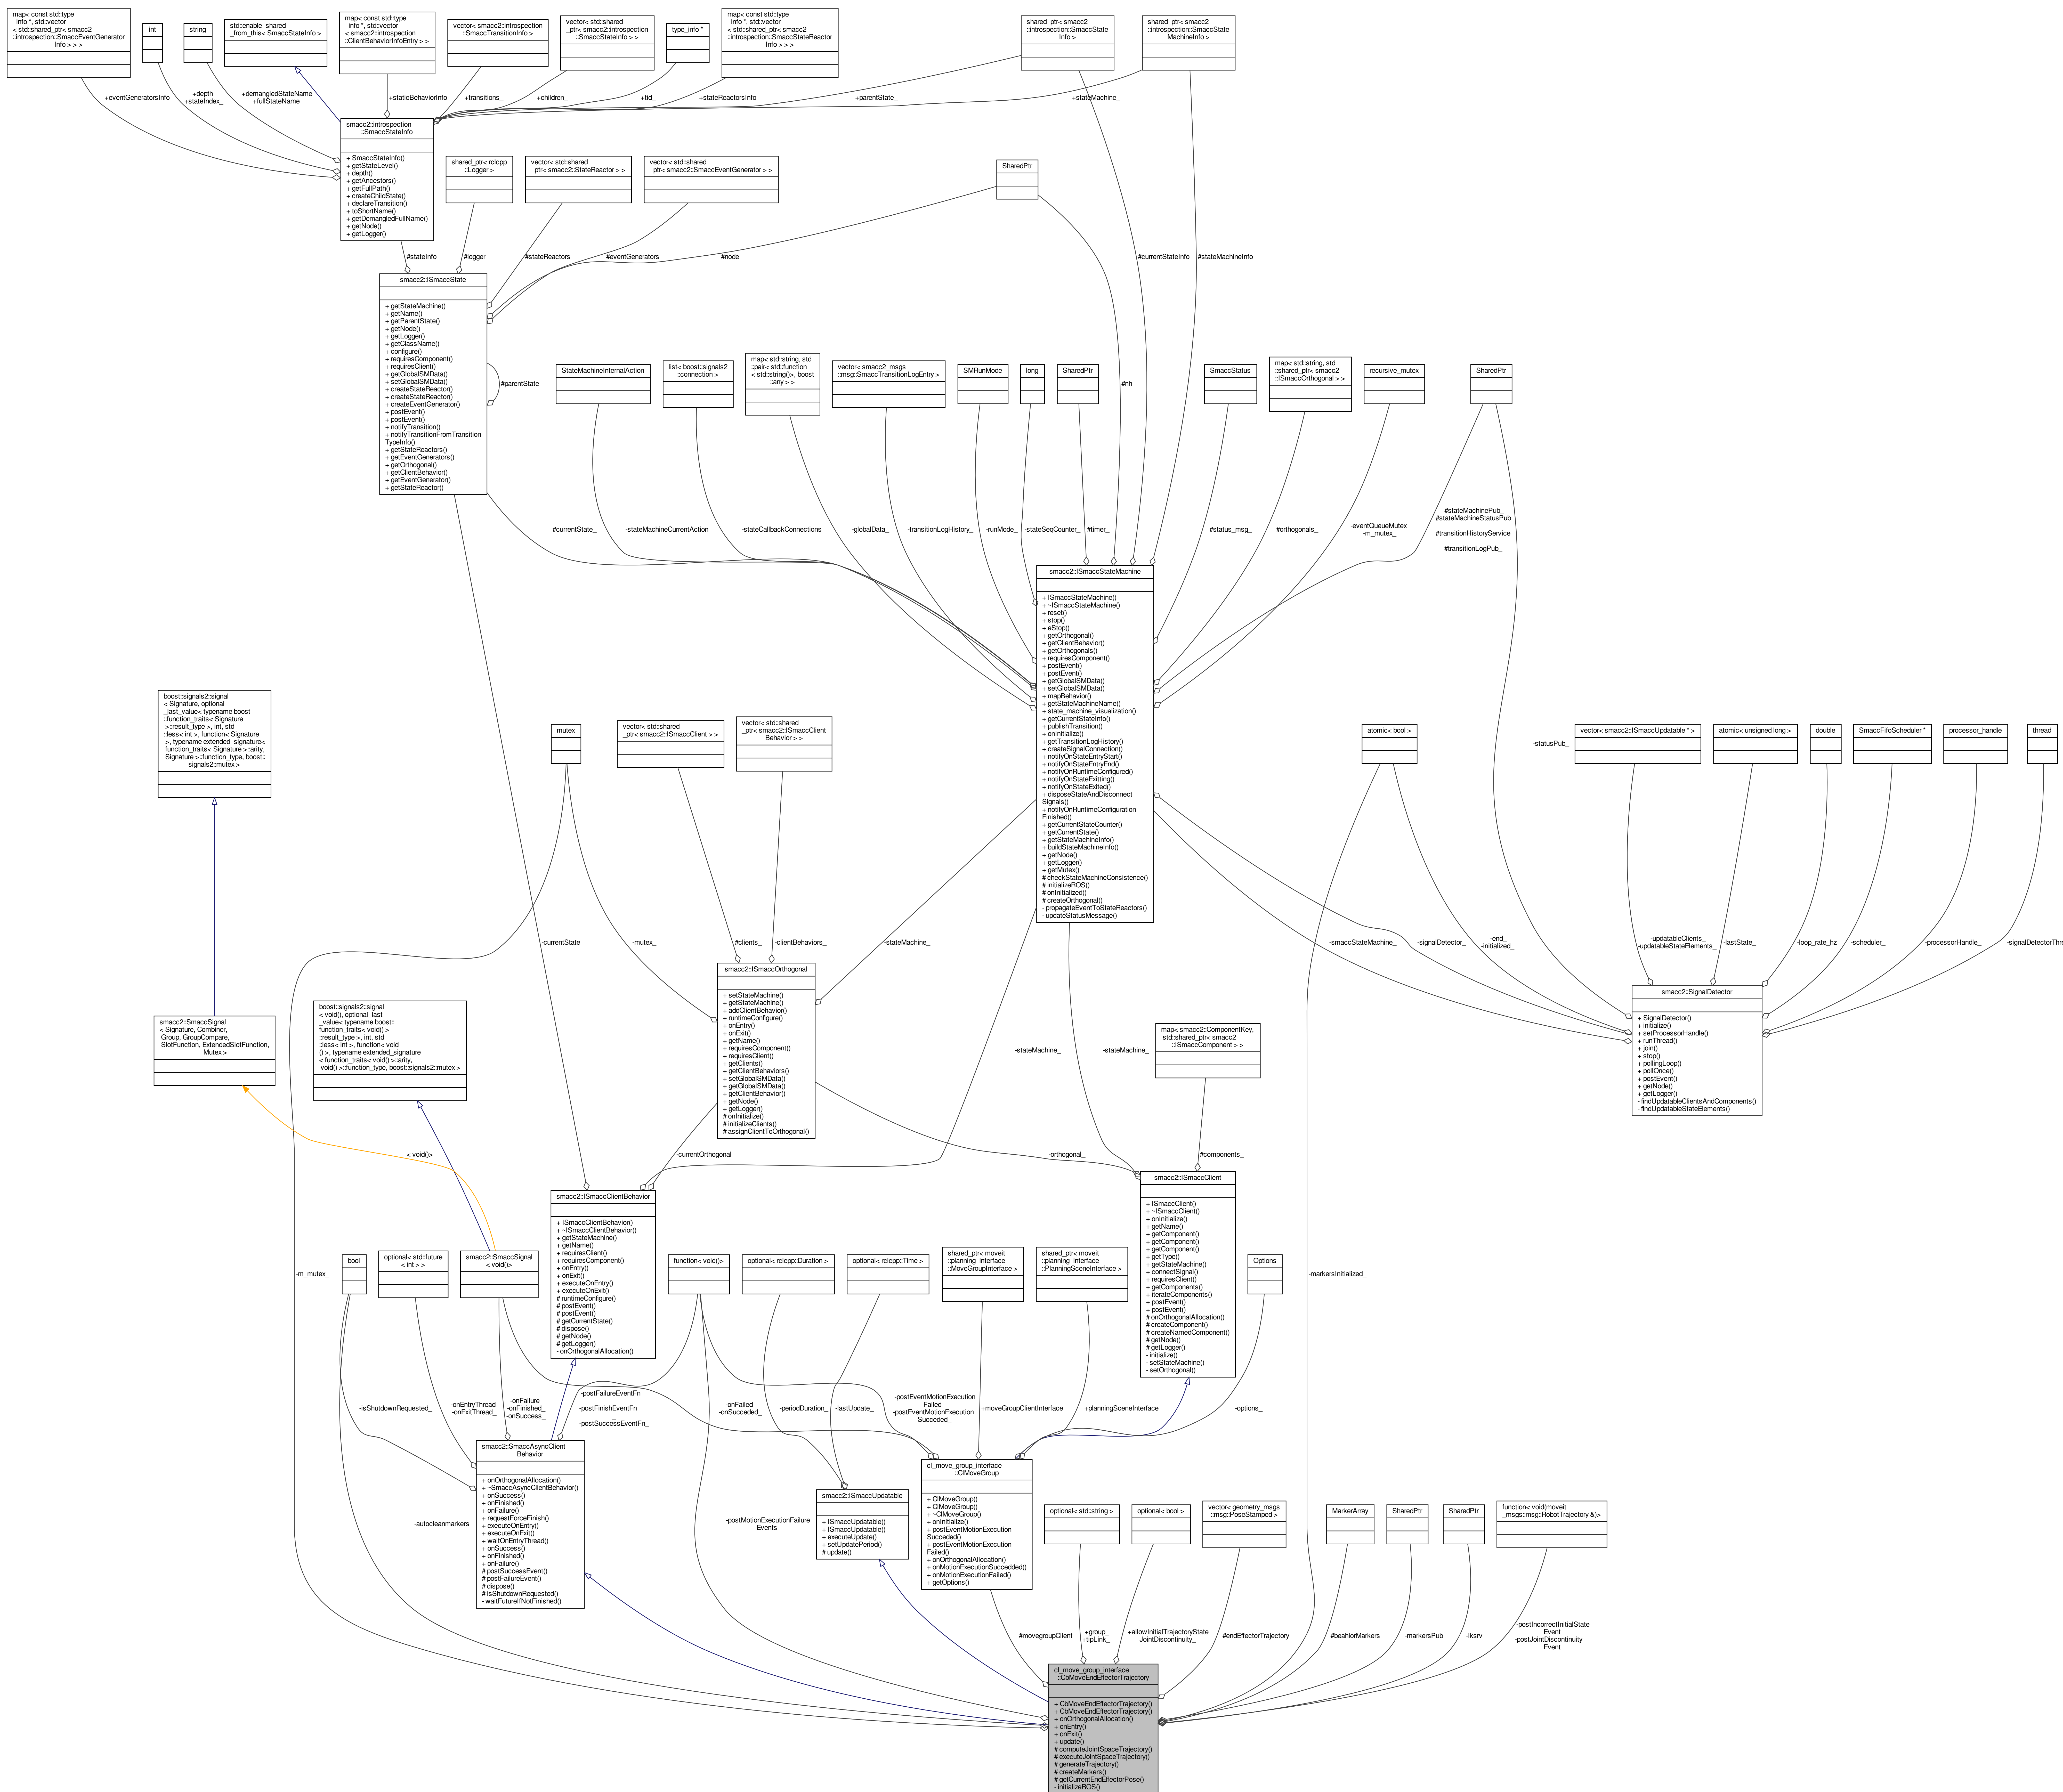 map< const std::type
_info *, std::vector
< std::shared_ptr< smacc2
::introspection::SmaccEventGenerator
Info > > >
int
string
std::enable_shared
_from_this< SmaccStateInfo >
map< const std::type
_info *, std::vector
< smacc2::introspection
::ClientBehaviorInfoEntry > >
vector< smacc2::introspection
::SmaccTransitionInfo >
vector< std::shared
_ptr< smacc2::introspection
::SmaccStateInfo > >
type_info *
map< const std::type
_info *, std::vector
< std::shared_ptr< smacc2
::introspection::SmaccStateReactor
Info > > >
shared_ptr< smacc2
::introspection::SmaccState
Info >
shared_ptr< smacc2
::introspection::SmaccState
MachineInfo >
+eventGeneratorsInfo
+depth_
+stateIndex_
+demangledStateName
+fullStateName
+staticBehaviorInfo
+transitions_
+children_
+tid_
+stateReactorsInfo
+parentState_
+stateMachine_
smacc2::introspection
::SmaccStateInfo
+ SmaccStateInfo()
+ getStateLevel()
+ depth()
+ getAncestors()
+ getFullPath()
+ createChildState()
+ declareTransition()
+ toShortName()
+ getDemangledFullName()
+ getNode()
+ getLogger()
shared_ptr< rclcpp
::Logger >
vector< std::shared
_ptr< smacc2::StateReactor > >
vector< std::shared
_ptr< smacc2::SmaccEventGenerator > >
SharedPtr
#stateInfo_
#logger_
#stateReactors_
#eventGenerators_
#node_
#currentStateInfo_
#stateMachineInfo_
smacc2::ISmaccState
+ getStateMachine()
+ getName()
+ getParentState()
+ getNode()
+ getLogger()
+ getClassName()
+ configure()
+ requiresComponent()
+ requiresClient()
+ getGlobalSMData()
+ setGlobalSMData()
+ createStateReactor()
+ createStateReactor()
+ createEventGenerator()
+ postEvent()
+ postEvent()
+ notifyTransition()
+ notifyTransitionFromTransition
TypeInfo()
+ getStateReactors()
+ getEventGenerators()
+ getOrthogonal()
+ getClientBehavior()
+ getEventGenerator()
+ getStateReactor()
#parentState_
StateMachineInternalAction
list< boost::signals2
::connection >
map< std::string, std
::pair< std::function
< std::string()>, boost
::any > >
vector< smacc2_msgs
::msg::SmaccTransitionLogEntry >
SMRunMode
long
SharedPtr
#nh_
SmaccStatus
map< std::string, std
::shared_ptr< smacc2
::ISmaccOrthogonal > >
recursive_mutex
SharedPtr
#currentState_
-stateMachineCurrentAction
-stateCallbackConnections
-globalData_
-transitionLogHistory_
-runMode_
-stateSeqCounter_
#timer_
#status_msg_
#orthogonals_
-eventQueueMutex_
-m_mutex_
#stateMachinePub_
#stateMachineStatusPub
_
#transitionHistoryService
_
#transitionLogPub_
smacc2::ISmaccStateMachine
+ ISmaccStateMachine()
+ ~ISmaccStateMachine()
+ reset()
+ stop()
+ eStop()
+ getOrthogonal()
+ getClientBehavior()
+ getOrthogonals()
+ requiresComponent()
+ postEvent()
+ postEvent()
+ getGlobalSMData()
+ setGlobalSMData()
+ mapBehavior()
+ getStateMachineName()
+ state_machine_visualization()
+ getCurrentStateInfo()
+ publishTransition()
+ onInitialize()
+ getTransitionLogHistory()
+ createSignalConnection()
+ notifyOnStateEntryStart()
+ notifyOnStateEntryEnd()
+ notifyOnRuntimeConfigured()
+ notifyOnStateExitting()
+ notifyOnStateExited()
+ disposeStateAndDisconnect
Signals()
+ notifyOnRuntimeConfiguration
Finished()
+ getCurrentStateCounter()
+ getCurrentState()
+ getStateMachineInfo()
+ buildStateMachineInfo()
+ getNode()
+ getLogger()
+ getMutex()
# checkStateMachineConsistence()
# initializeROS()
# onInitialized()
# createOrthogonal()
- propagateEventToStateReactors()
- updateStatusMessage()
boost::signals2::signal
< Signature, optional
_last_value< typename boost
::function_traits< Signature
>::result_type >, int, std
::less< int >, function< Signature
>, typename extended_signature<
function_traits< Signature >::arity,
Signature >::function_type, boost::
signals2::mutex >
mutex
vector< std::shared
_ptr< smacc2::ISmaccClient > >
vector< std::shared
_ptr< smacc2::ISmaccClient
Behavior > >
atomic< bool >
-statusPub_
vector< smacc2::ISmaccUpdatable * >
atomic< unsigned long >
double
SmaccFifoScheduler *
processor_handle
thread
-currentState
-mutex_
#clients_
-clientBehaviors_
-stateMachine_
-smaccStateMachine_
-signalDetector_
-end_
-initialized_
-updatableClients_
-updatableStateElements_
-lastState_
-loop_rate_hz
-scheduler_
-processorHandle_
-signalDetectorThr
smacc2::ISmaccOrthogonal
+ setStateMachine()
+ getStateMachine()
+ addClientBehavior()
+ runtimeConfigure()
+ onEntry()
+ onExit()
+ getName()
+ requiresComponent()
+ requiresClient()
+ getClients()
+ getClientBehaviors()
+ setGlobalSMData()
+ getGlobalSMData()
+ getClientBehavior()
+ getNode()
+ getLogger()
# onInitialize()
# initializeClients()
# assignClientToOrthogonal()
smacc2::SignalDetector
+ SignalDetector()
+ initialize()
+ setProcessorHandle()
+ runThread()
+ join()
+ stop()
+ pollingLoop()
+ pollOnce()
+ postEvent()
+ getNode()
+ getLogger()
- findUpdatableClientsAndComponents()
- findUpdatableStateElements()
smacc2::SmaccSignal
< Signature, Combiner,
Group, GroupCompare,
SlotFunction, ExtendedSlotFunction,
Mutex >
boost::signals2::signal
< void(), optional_last
_value< typename boost::
function_traits< void() >
::result_type >, int, std
::less< int >, function< void
() >, typename extended_signature
< function_traits< void() >::arity,
void() >::function_type, boost::signals2::mutex >
-stateMachine_
-stateMachine_
map< smacc2::ComponentKey,
std::shared_ptr< smacc2
::ISmaccComponent > >
< void()>
-currentOrthogonal
-orthogonal_
#components_
smacc2::ISmaccClientBehavior
+ ISmaccClientBehavior()
+ ~ISmaccClientBehavior()
+ getStateMachine()
+ getName()
+ requiresClient()
+ requiresComponent()
+ onEntry()
+ onExit()
+ executeOnEntry()
+ executeOnExit()
# runtimeConfigure()
# postEvent()
# postEvent()
# getCurrentState()
# dispose()
# getNode()
# getLogger()
- onOrthogonalAllocation()
smacc2::ISmaccClient
+ ISmaccClient()
+ ~ISmaccClient()
+ onInitialize()
+ getName()
+ getComponent()
+ getComponent()
+ getComponent()
+ getType()
+ getStateMachine()
+ connectSignal()
+ requiresClient()
+ getComponents()
+ iterateComponents()
+ postEvent()
+ postEvent()
# onOrthogonalAllocation()
# createComponent()
# createNamedComponent()
# getNode()
# getLogger()
- initialize()
- setStateMachine()
- setOrthogonal()
-m_mutex_
bool
optional< std::future
< int > >
smacc2::SmaccSignal
< void()>
function< void()>
optional< rclcpp::Duration >
optional< rclcpp::Time >
shared_ptr< moveit
::planning_interface
::MoveGroupInterface >
shared_ptr< moveit
::planning_interface
::PlanningSceneInterface >
Options
-markersInitialized_
-isShutdownRequested_
-onEntryThread_
-onExitThread_
-onFailure_
-onFinished_
-onSuccess_
-postFailureEventFn
_
-postFinishEventFn
_
-postSuccessEventFn_
-onFailed_
-onSucceded_
-periodDuration_
-lastUpdate_
-postEventMotionExecution
Failed_
-postEventMotionExecution
Succeded_
+moveGroupClientInterface
+planningSceneInterface
-options_
smacc2::SmaccAsyncClient
Behavior
+ onOrthogonalAllocation()
+ ~SmaccAsyncClientBehavior()
+ onSuccess()
+ onFinished()
+ onFailure()
+ requestForceFinish()
+ executeOnEntry()
+ executeOnExit()
+ waitOnEntryThread()
+ onSuccess()
+ onFinished()
+ onFailure()
# postSuccessEvent()
# postFailureEvent()
# dispose()
# isShutdownRequested()
- waitFutureIfNotFinished()
-autocleanmarkers
-postMotionExecutionFailure
Events
smacc2::ISmaccUpdatable
+ ISmaccUpdatable()
+ ISmaccUpdatable()
+ executeUpdate()
+ setUpdatePeriod()
# update()
cl_move_group_interface
::ClMoveGroup
+ ClMoveGroup()
+ ClMoveGroup()
+ ~ClMoveGroup()
+ onInitialize()
+ postEventMotionExecution
Succeded()
+ postEventMotionExecution
Failed()
+ onOrthogonalAllocation()
+ onMotionExecutionSuccedded()
+ onMotionExecutionFailed()
+ getOptions()
optional< std::string >
optional< bool >
vector< geometry_msgs
::msg::PoseStamped >
MarkerArray
SharedPtr
SharedPtr
function< void(moveit
_msgs::msg::RobotTrajectory &)>
#movegroupClient_
+group_
+tipLink_
+allowInitialTrajectoryState
JointDiscontinuity_
#endEffectorTrajectory_
#beahiorMarkers_
-markersPub_
-iksrv_
-postIncorrectInitialState
Event
-postJointDiscontinuity
Event
cl_move_group_interface
::CbMoveEndEffectorTrajectory
+ CbMoveEndEffectorTrajectory()
+ CbMoveEndEffectorTrajectory()
+ onOrthogonalAllocation()
+ onEntry()
+ onExit()
+ update()
# computeJointSpaceTrajectory()
# executeJointSpaceTrajectory()
# generateTrajectory()
# createMarkers()
# getCurrentEndEffectorPose()
- initializeROS()